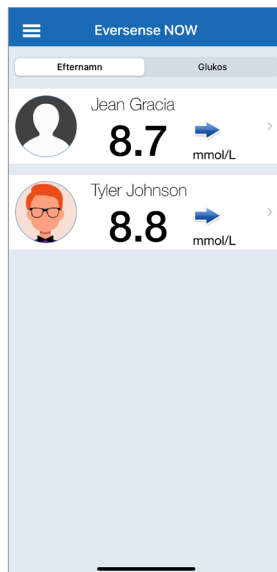 Eversense NOW
Efternamn Glukos
Jean Gracia
8.7 mmol/L
Tyler Johnson
8.8 mmol/L